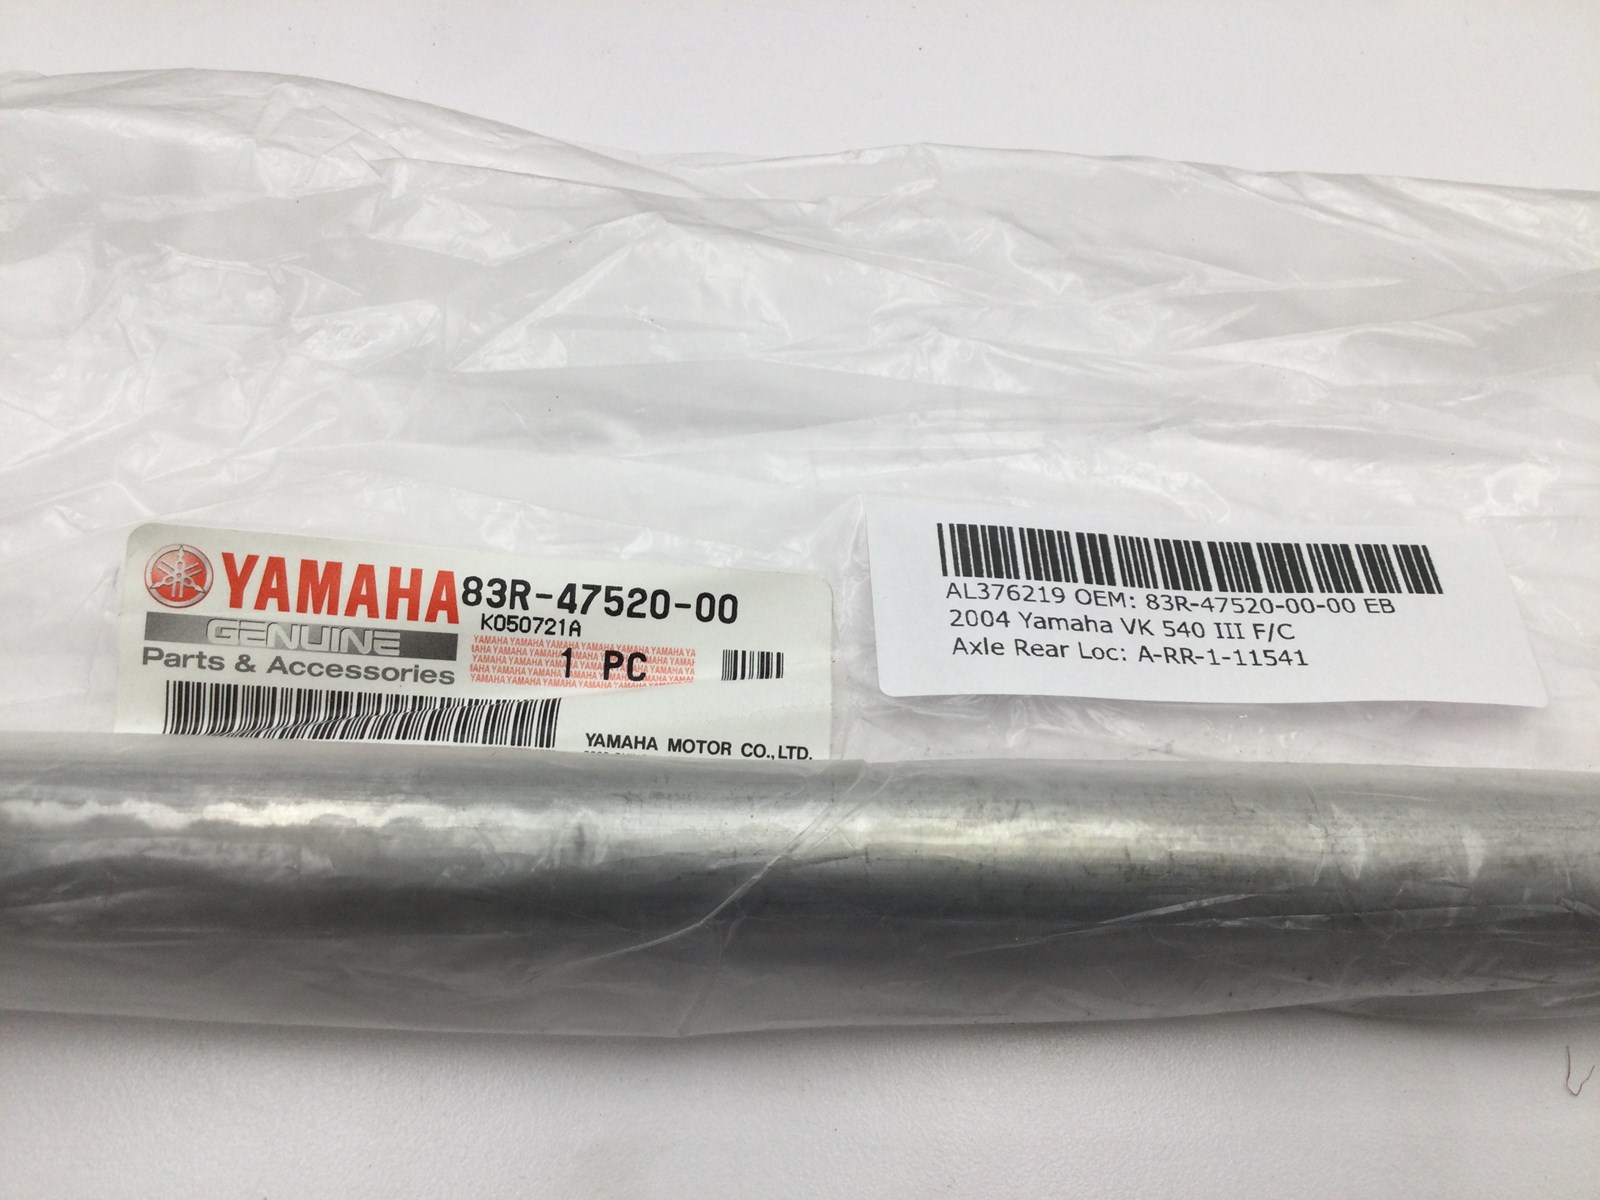 YAMAHA 83R-47520-00
K050721A
GENUINE
Parts & Accessories
1 PC
YAMAHA MOTOR CO.,LTD.
AL376219 OEM: 83R-47520-00-00 EB
2004 Yamaha VK 540 III F/C
Axle Rear Loc: A-RR-1-11541